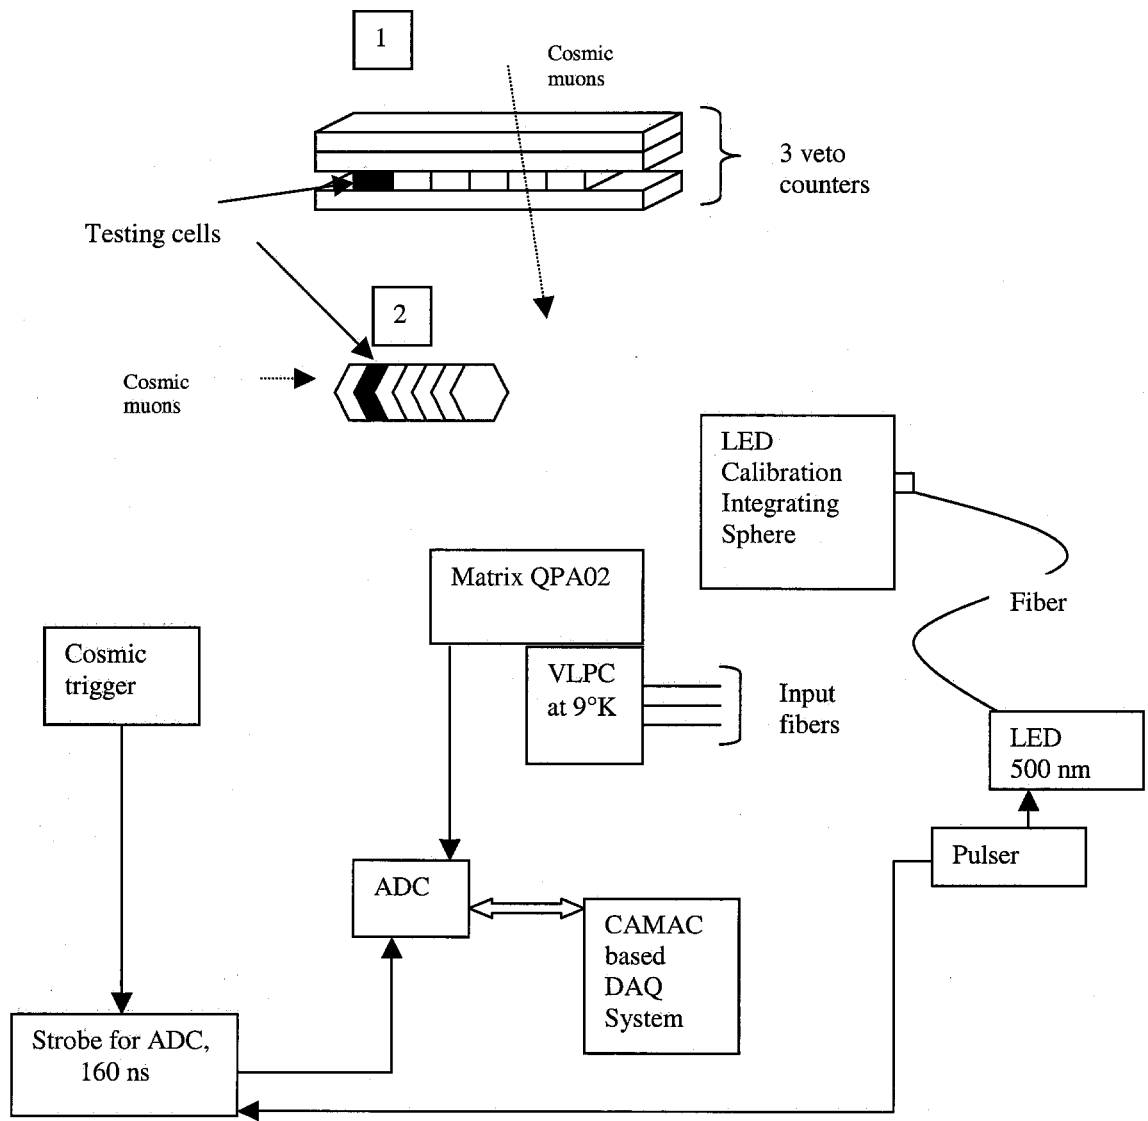 1
Cosmic
muons
3 veto
counters
Testing cells
2
Cosmic
muons
LED
Calibration
Integrating
Sphere
Fiber
Matrix QPA02
VLPC
at 9°K
Input
fibers
Cosmic
trigger
LED
500 nm
Pulser
ADC
CAMAC
based
DAQ
System
Strobe for ADC,
160 ns